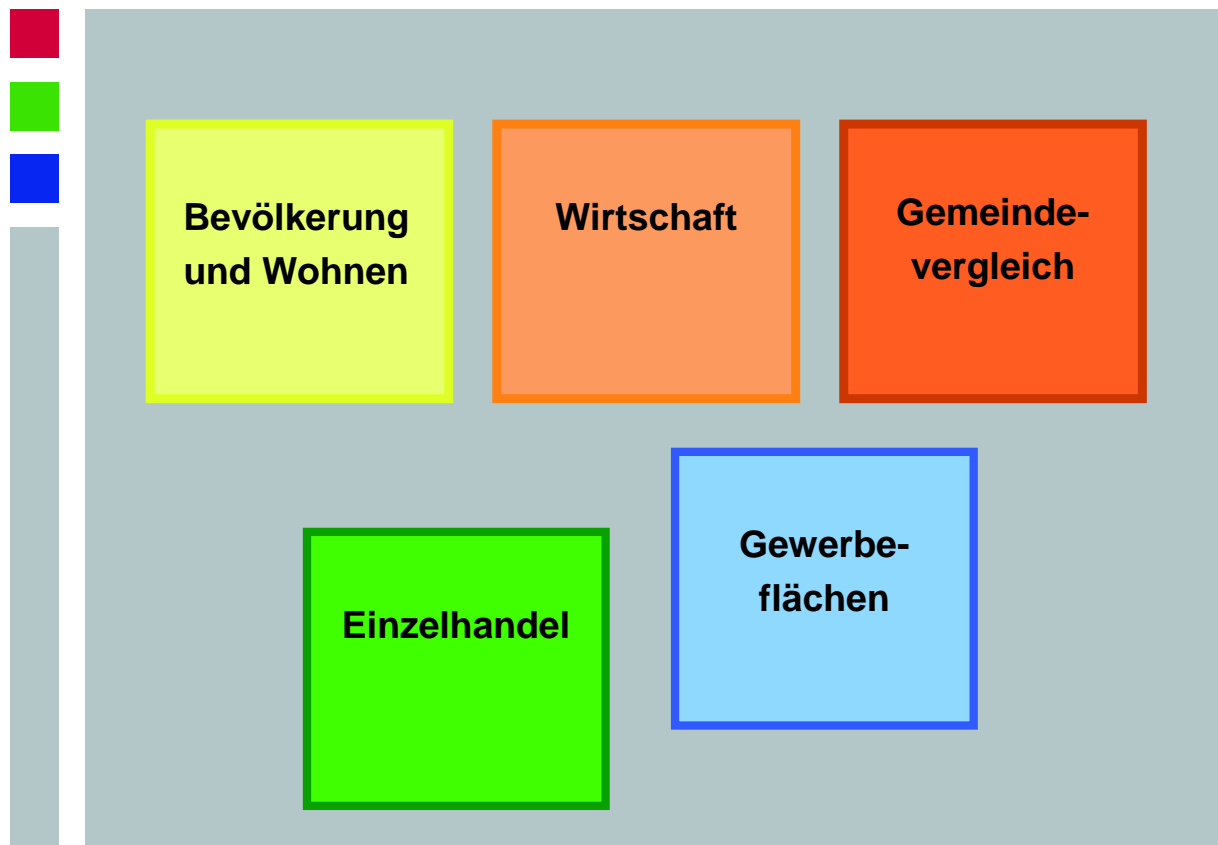 Bevölkerung
und Wohnen
Wirtschaft
Gemeinde-
vergleich
Einzelhandel
Gewerbe-
flächen